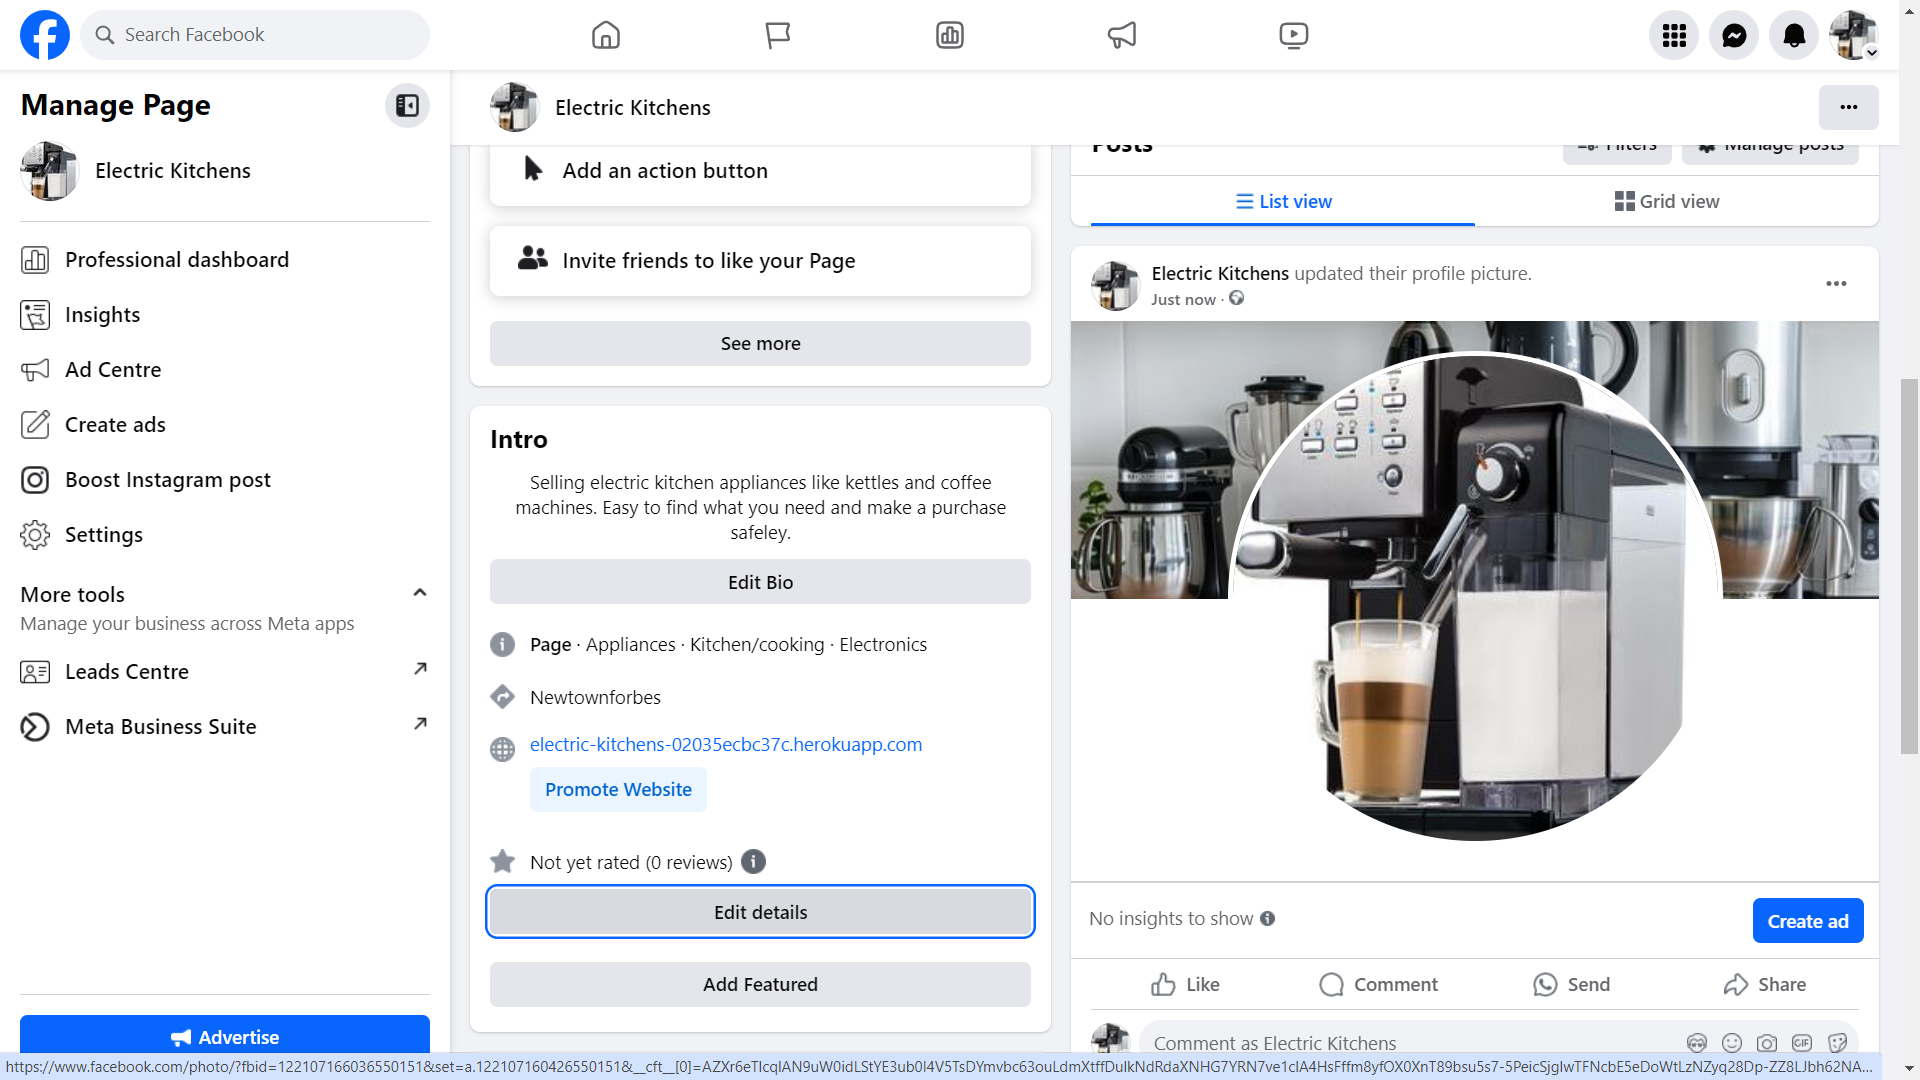 Search Facebook
Manage Page
Electric Kitchens
Professional dashboard
Insights
Ad Centre
Create ads
Boost Instagram post
Settings
More tools
Manage your business across Meta apps
Leads Centre
Meta Business Suite
Advertise
Electric Kitchens
Add an action button
Invite friends to like your Page
See more
Intro
Selling electric kitchen appliances like kettles and coffee
machines. Easy to find what you need and make a purchase
safeley.
Edit Bio
Page · Appliances · Kitchen/cooking · Electronics
Newtownforbes
electric-kitchens-02035ecbc37c.herokuapp.com
Promote Website
Not yet rated (0 reviews)
Edit details
Add Featured
Posts
Filters
Manage posts
List view
Grid view
Electric Kitchens updated their profile picture.
Just now ·
No insights to show
Create ad
Like
Comment
Send
Share
Comment as Electric Kitchens
GIF
https://www.facebook.com/photo/?fbid=122107166036550151&set=a.122107160426550151&__cft__[0]=AZXr6eTIcqIAN9uW0idLStYE3ub0I4V5TsDYmvbc63ouLdmXtffDuIkNdRdaXNHG7YRN7ve1cIA4HsFffm8yfOX0XnT89bsu5s7-5PeicSjgIwTFNcbE5eDoWtLzNZyq28Dp-ZZ8LJbh62NA...